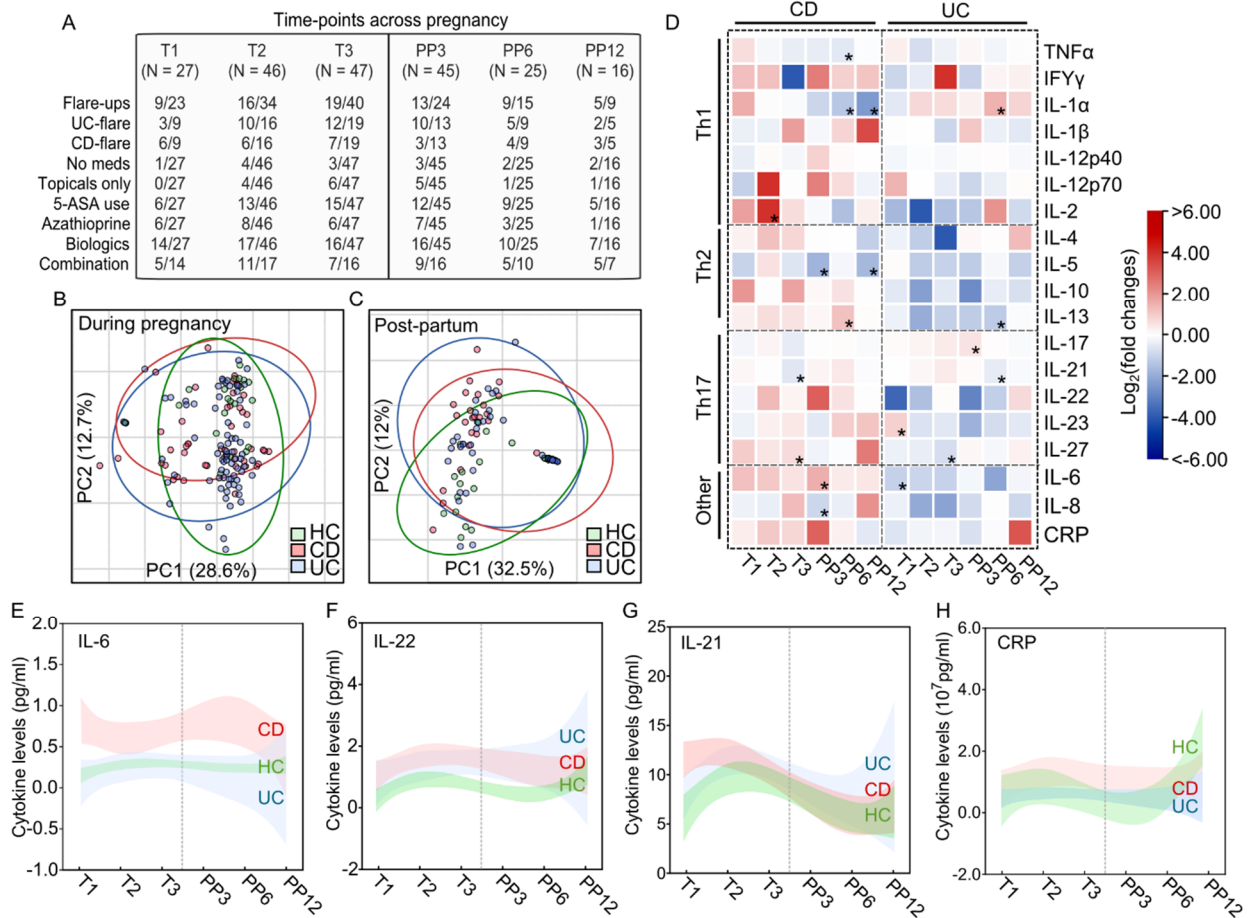 A
Time-points across pregnancy
T1 T2 T3 PP3 PP6 PP12
(N = 27) (N = 46) (N = 47) (N = 45) (N = 25) (N = 16)
Flare-ups 9/23 16/34 19/40 13/24 9/15 5/9
UC-flare 3/9 10/16 12/19 10/13 5/9 2/5
CD-flare 6/9 6/16 7/19 3/13 4/9 3/5
No meds 1/27 4/46 3/47 3/45 2/25 2/16
Topicals only 0/27 4/46 6/47 5/45 1/25 1/16
5-ASA use 6/27 13/46 15/47 12/45 9/25 5/16
Azathioprine 6/27 8/46 6/47 7/45 3/25 1/16
Biologics 14/27 17/46 16/47 16/45 10/25 7/16
Combination 5/14 11/17 7/16 9/16 5/10 5/7
B
During pregnancy
PC2 (12.7%)
PC1 (28.6%)
HC
CD
UC
C
Post-partum
PC2 (12%)
PC1 (32.5%)
HC
CD
UC
D
CD UC
Th1
Th2
Th17
Other
* * * * * * * * * * * * * * * * * * *
TNFα
IFYγ
IL-1α
IL-1β
IL-12p40
IL-12p70
IL-2
IL-4
IL-5
IL-10
IL-13
IL-17
IL-21
IL-22
IL-23
IL-27
IL-6
IL-8
CRP
T1 T2 T3 PP3 PP6 PP12 T1 T2 T3 PP3 PP6 PP12
>6.00
4.00
2.00
0.00
-2.00
-4.00
<-6.00
Log2(fold changes)
E
IL-6
Cytokine levels (pg/ml)
2.0
1.5
1.0
0.5
0.0
-0.5
-1.0
CD
HC
UC
T1 T2 T3 PP3 PP6 PP12
F
IL-22
Cytokine levels (pg/ml)
6
4
2
0
-2
UC
CD
HC
T1 T2 T3 PP3 PP6 PP12
G
IL-21
Cytokine levels (pg/ml)
25
20
15
10
5
0
UC
CD
HC
T1 T2 T3 PP3 PP6 PP12
H
CRP
Cytokine levels (10⁷ pg/ml)
6.0
4.0
2.0
0.0
-2.0
HC
CD
UC
T1 T2 T3 PP3 PP6 PP12